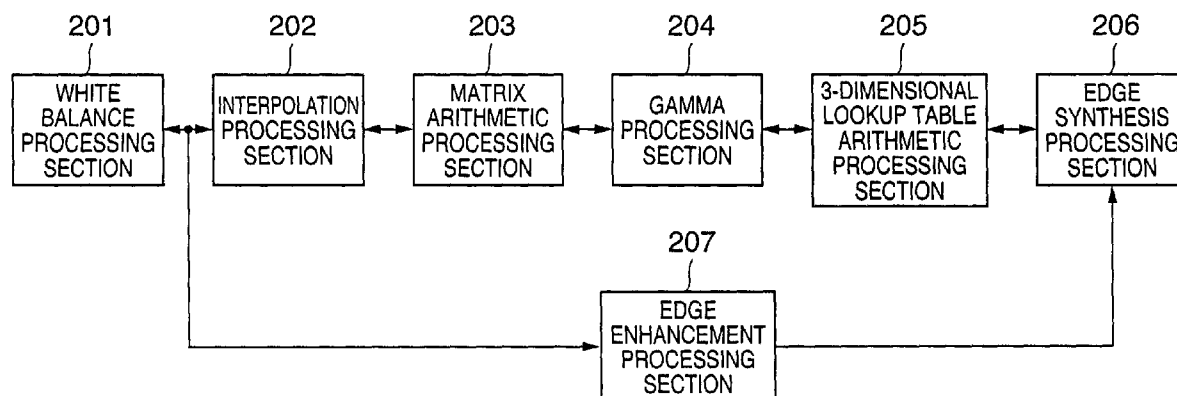 201
WHITE
BALANCE
PROCESSING
SECTION
202
INTERPOLATION
PROCESSING
SECTION
203
MATRIX
ARITHMETIC
PROCESSING
SECTION
204
GAMMA
PROCESSING
SECTION
205
3-DIMENSIONAL
LOOKUP TABLE
ARITHMETIC
PROCESSING
SECTION
206
EDGE
SYNTHESIS
PROCESSING
SECTION
207
EDGE
ENHANCEMENT
PROCESSING
SECTION